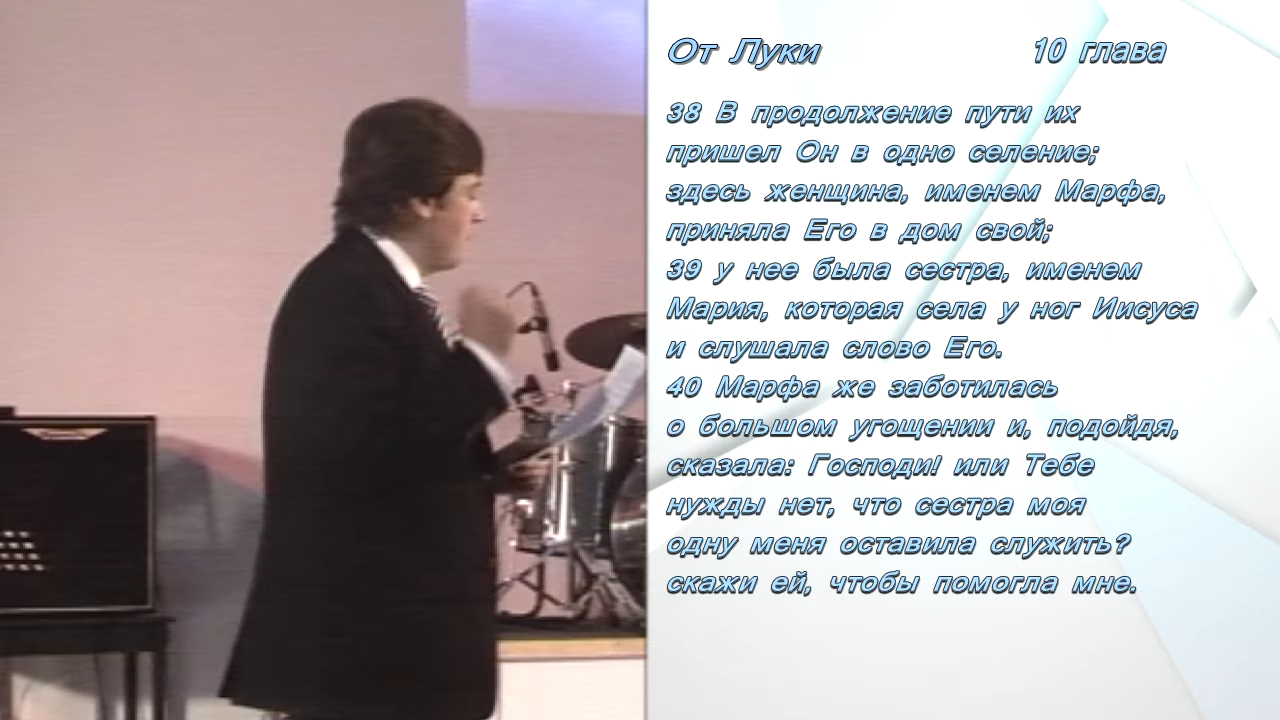 От Луки 10 глава
38 В продолжение пути их
пришел Он в одно селение;
здесь женщина, именем Марфа,
приняла Его в дом свой;
39 у нее была сестра, именем
Мария, которая села у ног Иисуса
и слушала слово Его.
40 Марфа же заботилась
о большом угощении и, подойдя,
сказала: Господи! или Тебе
нужды нет, что сестра моя
одну меня оставила служить?
скажи ей, чтобы помогла мне.